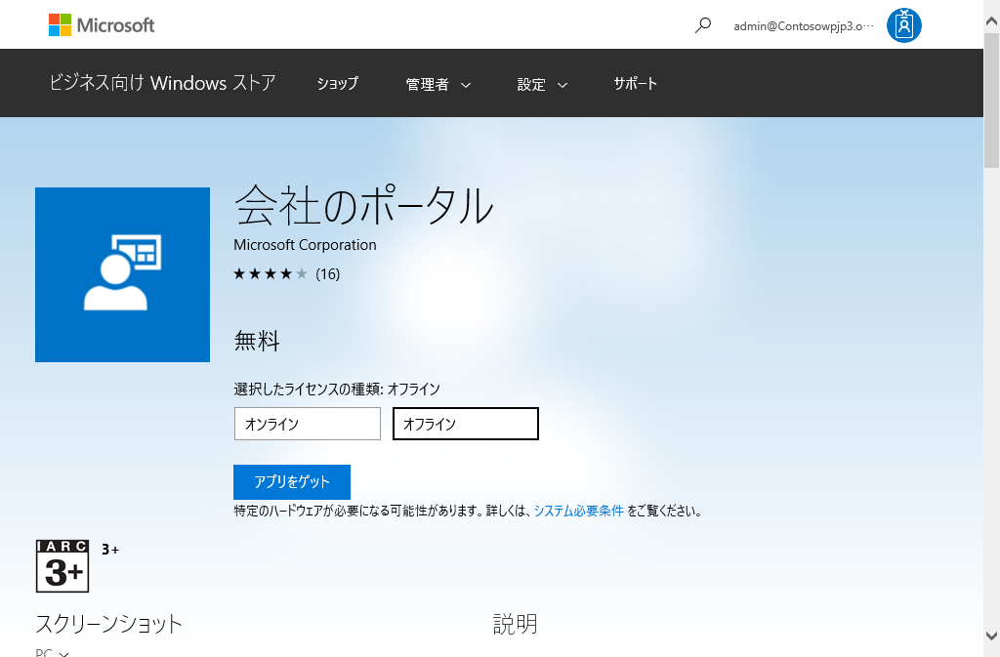 Microsoft
admin@Contosowpjp3.o…
ビジネス向け Windows ストア ショップ 管理者 設定 サポート
会社のポータル
Microsoft Corporation
★★★★★ (16)
無料
選択したライセンスの種類: オフライン
オンライン オフライン
アプリをゲット
特定のハードウェアが必要になる可能性があります。詳しくは、システム必要条件 をご覧ください。
IARC
3+
3+
スクリーンショット
説明
PC